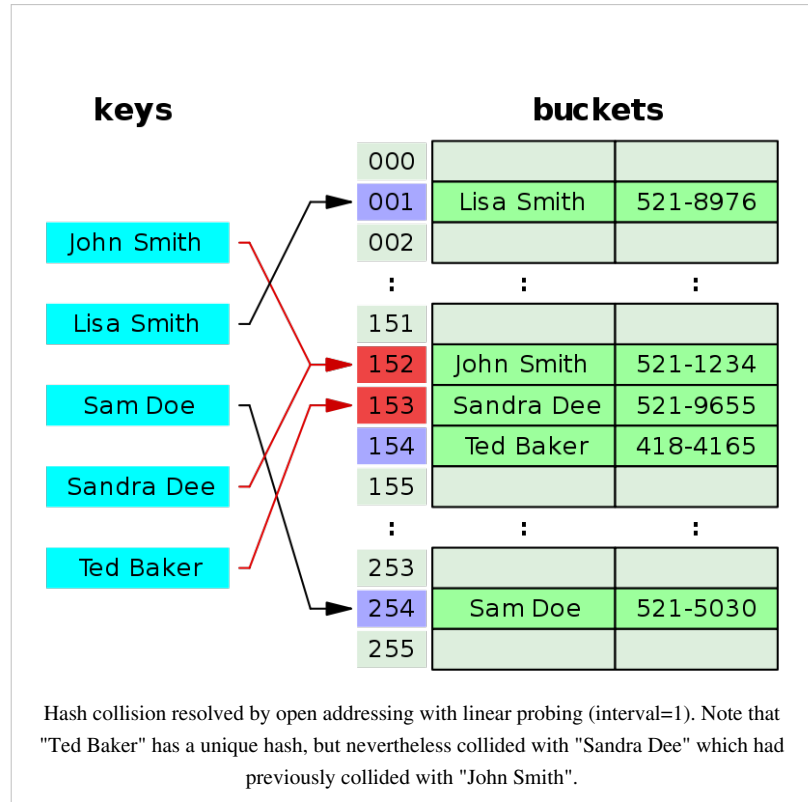 keys
buckets
John Smith
Lisa Smith
Sam Doe
Sandra Dee
Ted Baker
000
001 Lisa Smith 521-8976
002
: : :
151
152 John Smith 521-1234
153 Sandra Dee 521-9655
154 Ted Baker 418-4165
155
: : :
253
254 Sam Doe 521-5030
255
Hash collision resolved by open addressing with linear probing (interval=1). Note that
"Ted Baker" has a unique hash, but nevertheless collided with "Sandra Dee" which had
previously collided with "John Smith".